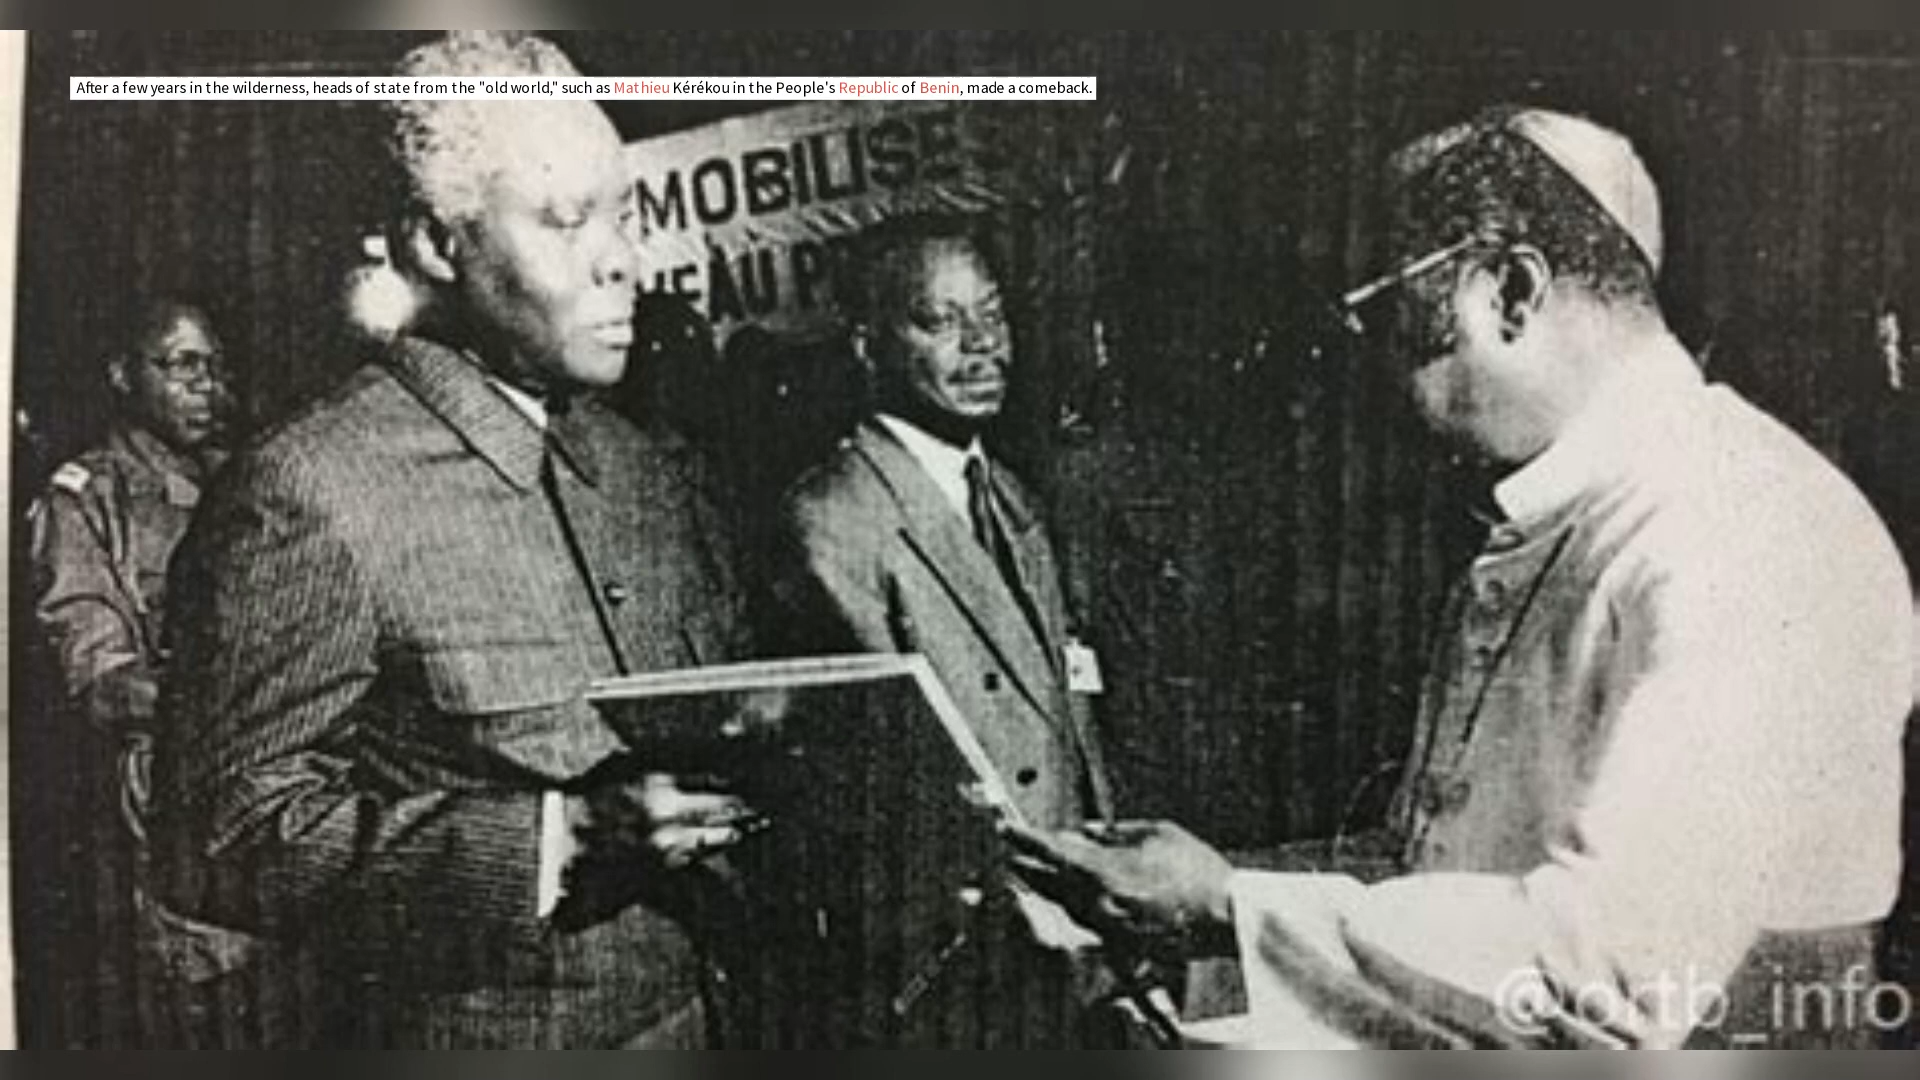 After a few years in the wilderness, heads of state from the "old world," such as Mathieu Kérékou in the People's Republic of Benin, made a comeback.
MOBILISE
EAU P
@ortb_info